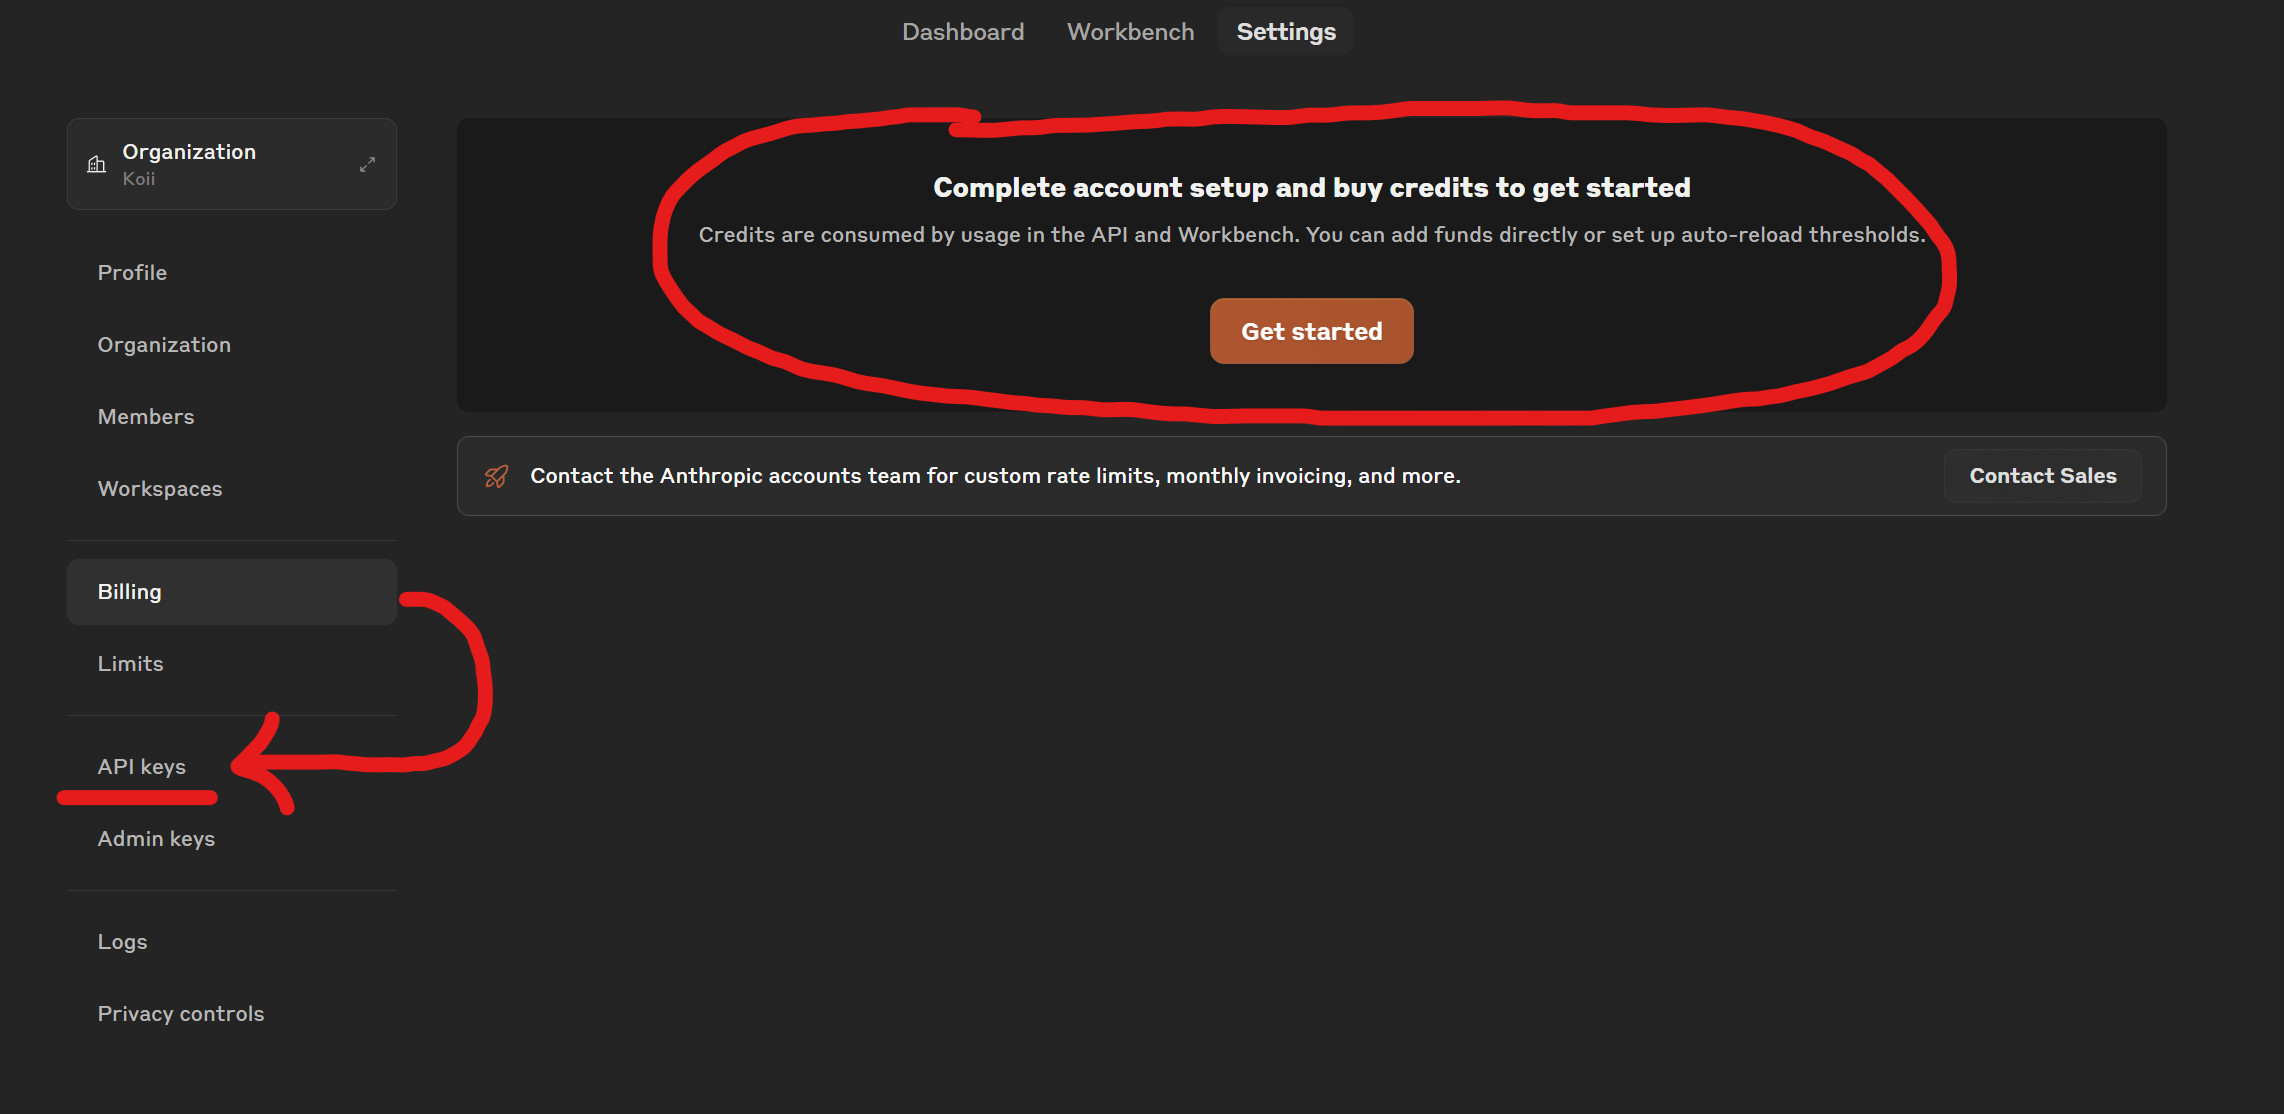 Dashboard Workbench Settings
Organization
Koii
Profile
Organization
Members
Workspaces
Billing
Limits
API keys
Admin keys
Logs
Privacy controls
Complete account setup and buy credits to get started
Credits are consumed by usage in the API and Workbench. You can add funds directly or set up auto-reload thresholds.
Get started
Contact the Anthropic accounts team for custom rate limits, monthly invoicing, and more.
Contact Sales